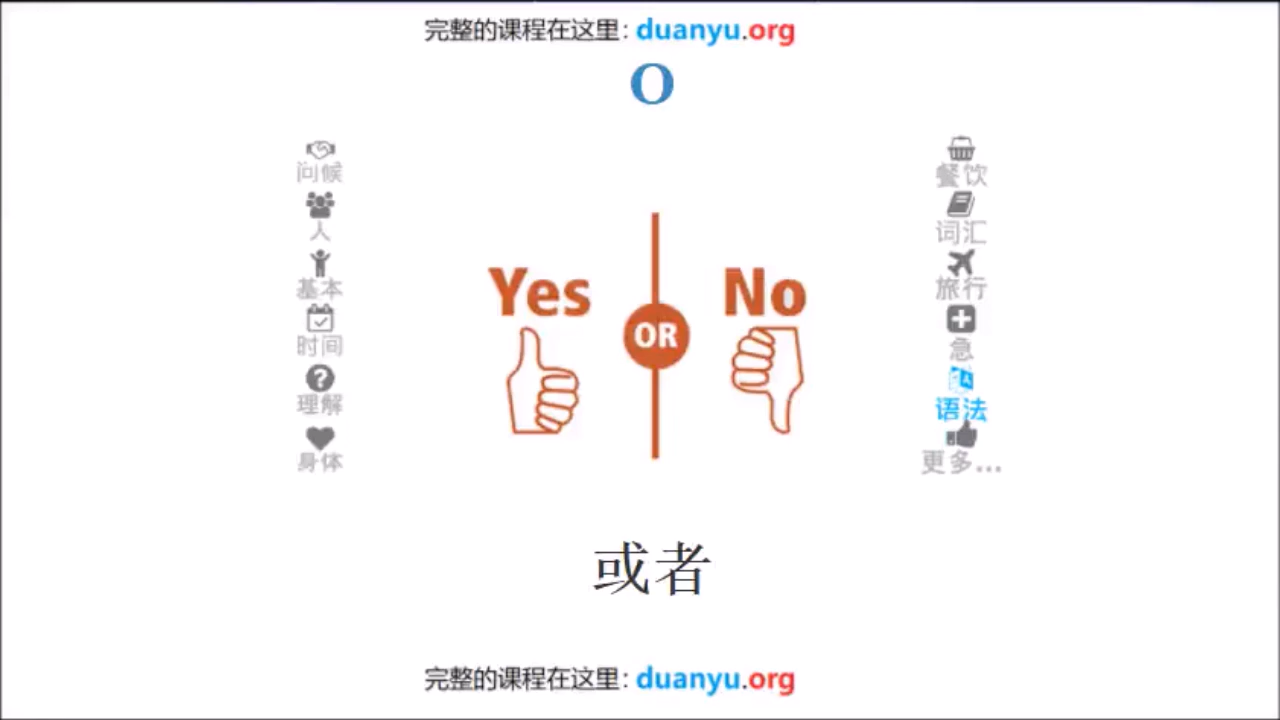 完整的课程在这里: duanyu.org
O
问候
人
基本
时间
理解
身体
Yes
OR
No
餐饮
词汇
旅行
急
语法
更多...
或者
完整的课程在这里: duanyu.org